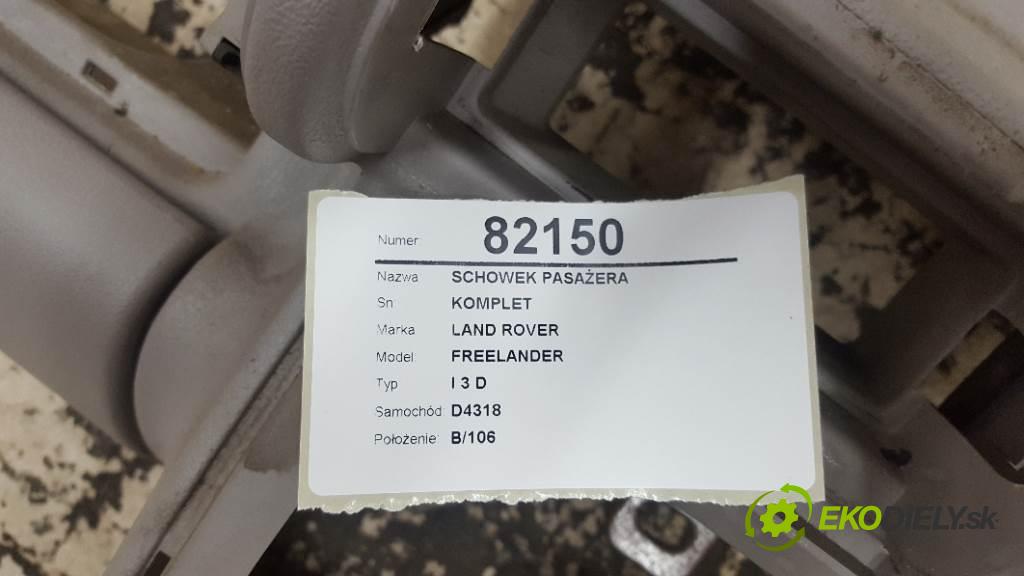 Numer: 82150
Nazwa SCHOWEK PASAŻERA
Sn: KOMPLET
Marka LAND ROVER
Model: FREELANDER
Typ I 3 D
Samochód: D4318
Położenie: B/106
EKODIELY.sk